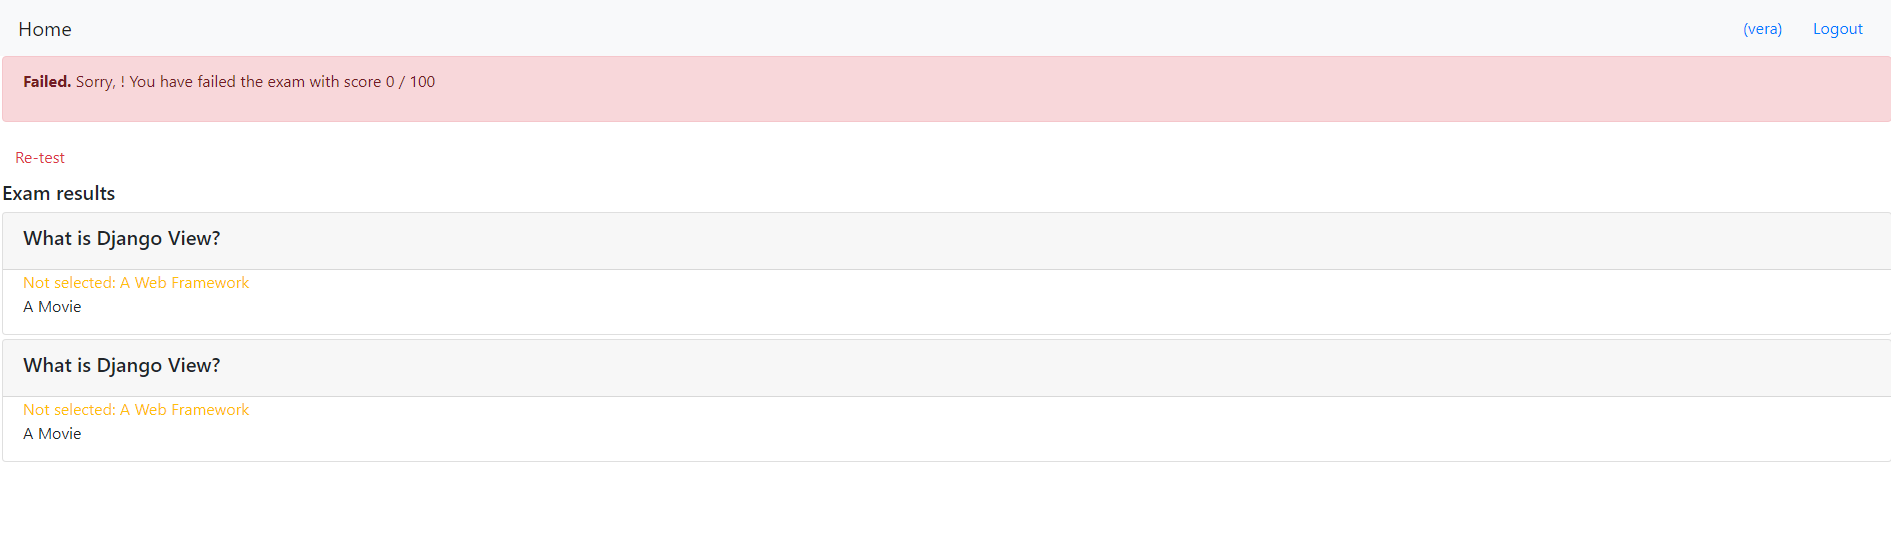 Home (vera) Logout
Failed. Sorry, ! You have failed the exam with score 0 / 100
Re-test
Exam results
What is Django View?
Not selected: A Web Framework
A Movie
What is Django View?
Not selected: A Web Framework
A Movie